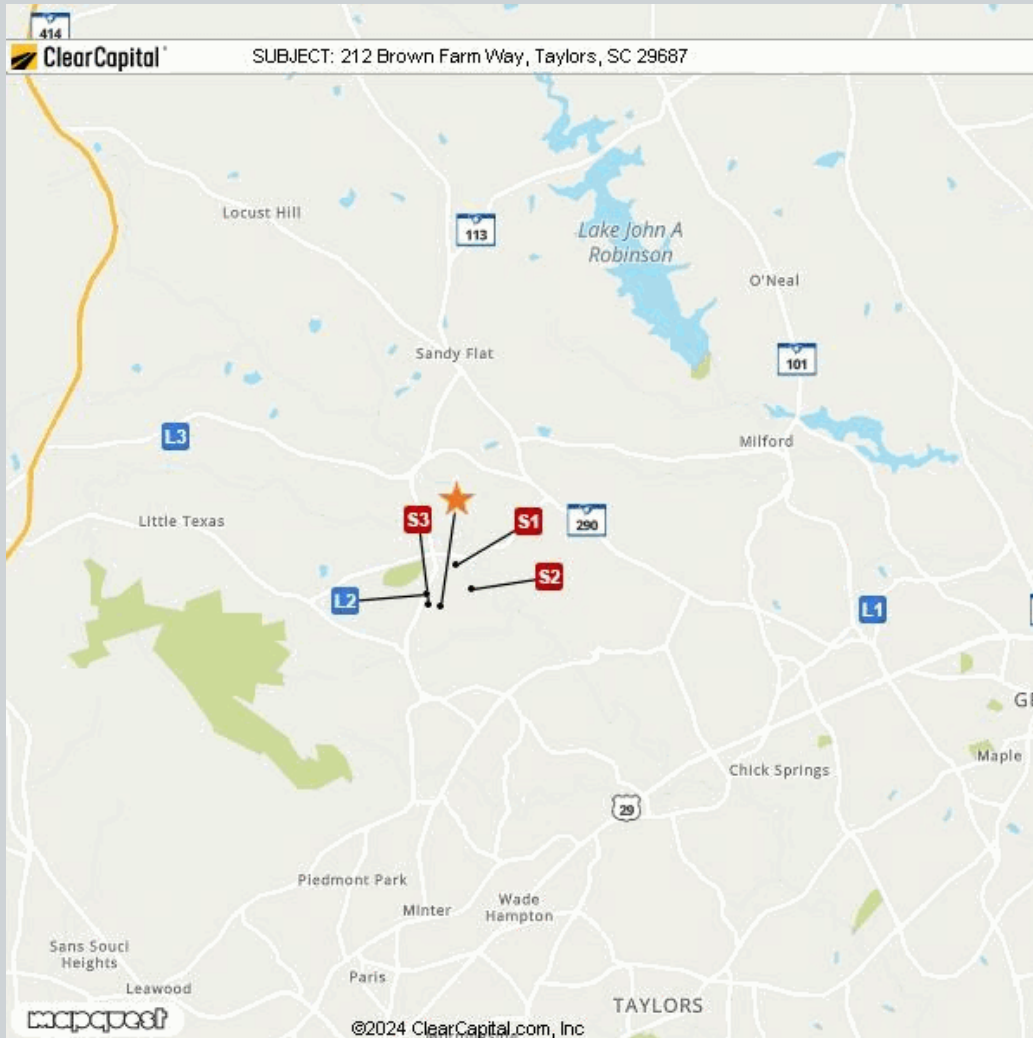 414
ClearCapital
SUBJECT: 212 Brown Farm Way, Taylors, SC 29687
Locust Hill
113
Lake John A
Robinson
O'Neal
Sandy Flat
101
L3
Milford
S3
S1
290
Little Texas
S2
L2
L1
GE
Maple
Chick Springs
29
Piedmont Park
Minter
Wade
Hampton
Sans Souci
Heights
Paris
Leawood
TAYLORS
mapquest
©2024 ClearCapital.com, Inc